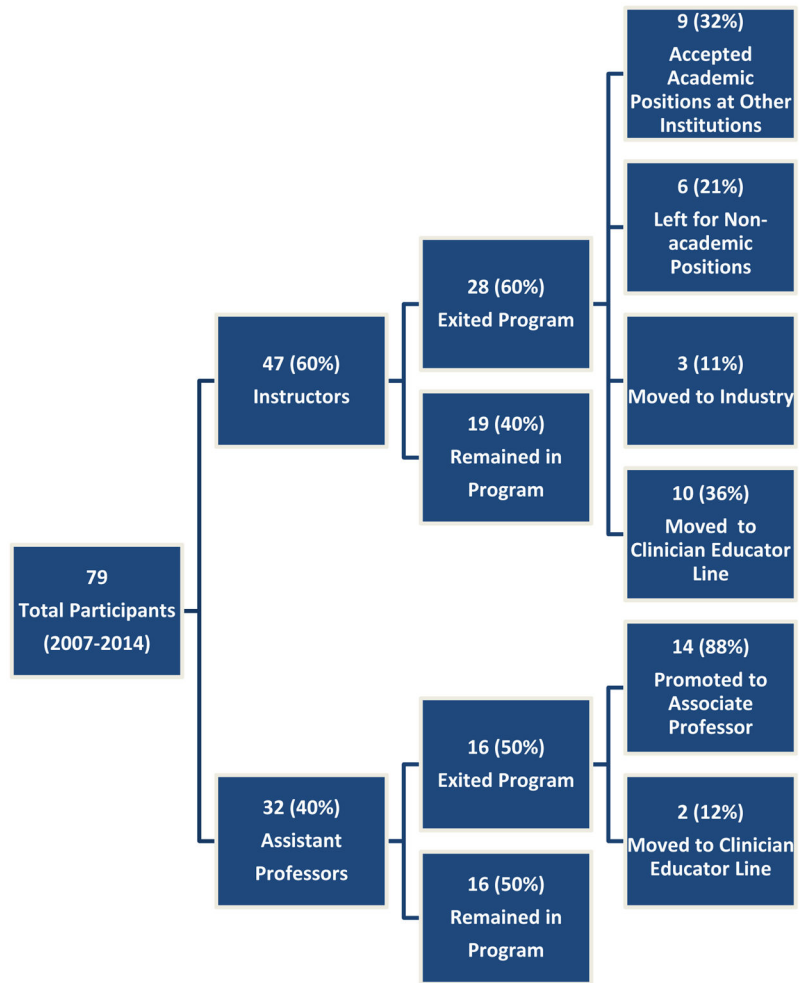 9 (32%)
Accepted
Academic
Positions at Other
Institutions
6 (21%)
Left for Non-
academic
Positions
28 (60%)
Exited Program
47 (60%)
Instructors
3 (11%)
Moved to Industry
19 (40%)
Remained in
Program
10 (36%)
Moved to
Clinician Educator
Line
79
Total Participants
(2007-2014)
14 (88%)
Promoted to
Associate
Professor
16 (50%)
Exited Program
32 (40%)
Assistant
Professors
2 (12%)
Moved to Clinician
Educator Line
16 (50%)
Remained in
Program